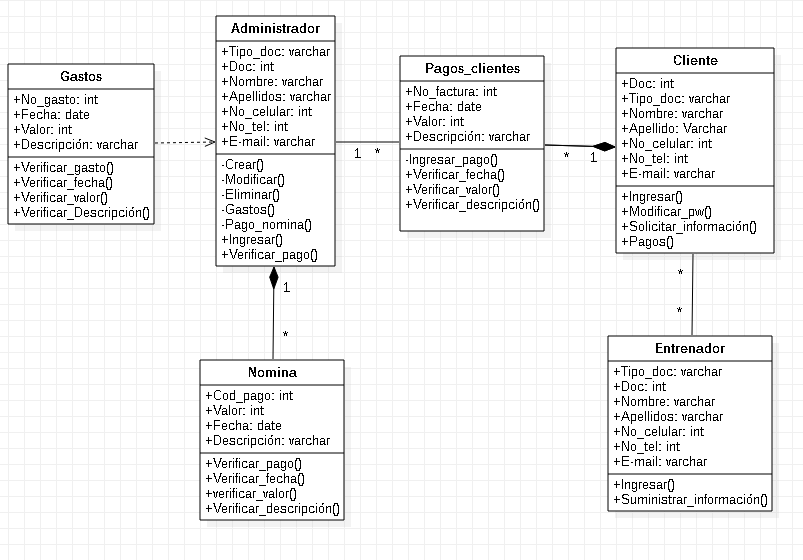 Gastos
+No_gasto: int
+Fecha: date
+Valor: int
+Descripción: varchar
+Verificar_gasto()
+Verificar_fecha()
+Verificar_valor()
+Verificar_Descripción()
Administrador
+Tipo_doc: varchar
+Doc: int
+Nombre: varchar
+Apellidos: varchar
+No_celular: int
+No_tel: int
+E-mail: varchar
-Crear()
-Modificar()
-Eliminar()
-Gastos()
-Pago_nomina()
+Ingresar()
+Verificar_pago()
1
*
Pagos_clientes
+No_factura: int
+Fecha: date
+Valor: int
+Descripción: varchar
-Ingresar_pago()
+Verificar_fecha()
+Verificar_valor()
+Verificar_descripción()
*
1
Cliente
+Doc: int
+Tipo_doc: varchar
+Nombre: varchar
+Apellido: Varchar
+No_celular: int
+No_tel: int
+E-mail: varchar
+Ingresar()
+Modificar_pw()
+Solicitar_información()
+Pagos()
1
*
*
*
Nomina
+Cod_pago: int
+Valor: int
+Fecha: date
+Descripción: varchar
+Verificar_pago()
+Verificar_fecha()
+verificar_valor()
+Verificar_descripción()
Entrenador
+Tipo_doc: varchar
+Doc: int
+Nombre: varchar
+Apellidos: varchar
+No_celular: int
+No_tel: int
+E-mail: varchar
+Ingresar()
+Suministrar_información()